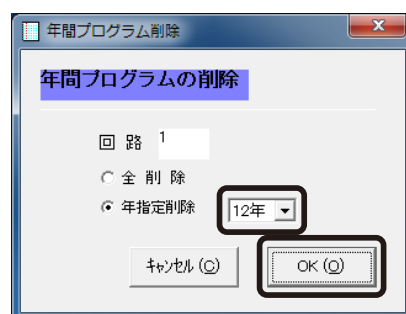 年間プログラム削除
年間プログラムの削除
回 路 1
全 削 除
年指定削除 12年
ｷｬﾝｾﾙ (C) OK (O)